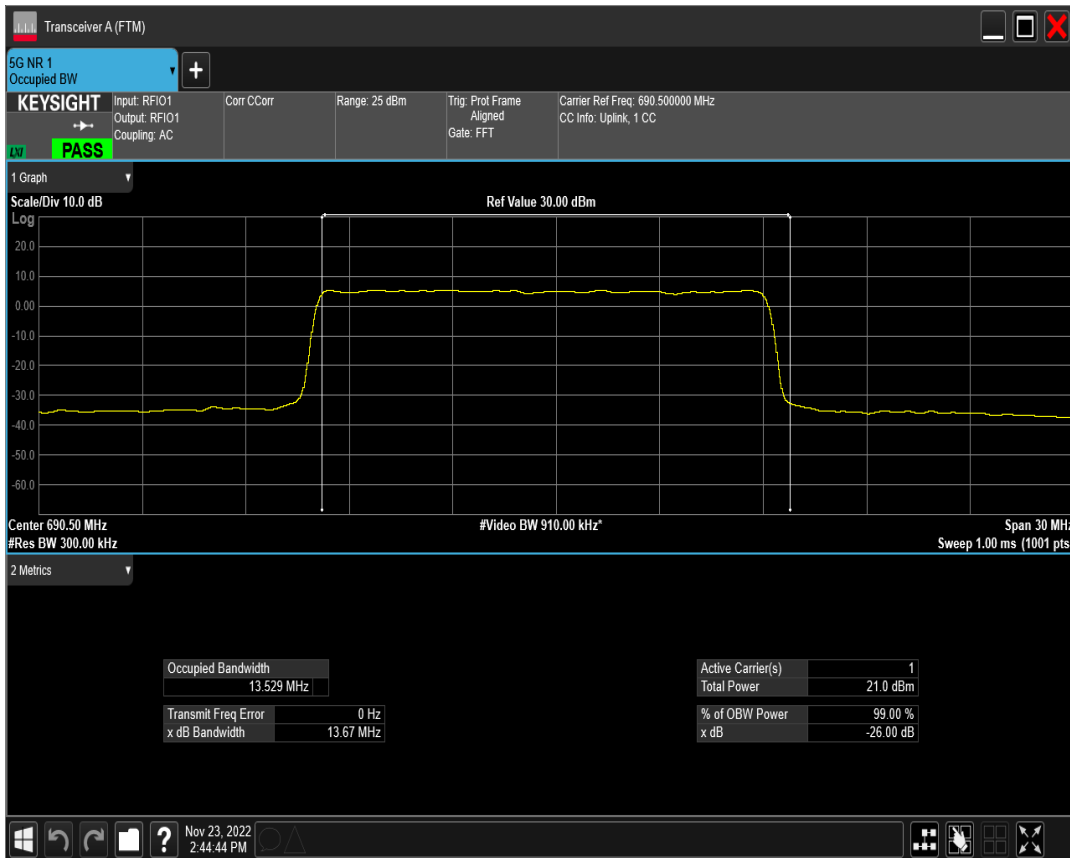 Transceiver A (FTM)
5G NR 1
Occupied BW
+
KEYSIGHT
LXI
PASS
Input: RFIO1
Output: RFIO1
Coupling: AC
Corr CCorr
Range: 25 dBm
Trig: Prot Frame
Aligned
Gate: FFT
Carrier Ref Freq: 690.500000 MHz
CC Info: Uplink, 1 CC
1 Graph
Scale/Div 10.0 dB
Ref Value 30.00 dBm
Log
20.0
10.0
0.00
-10.0
-20.0
-30.0
-40.0
-50.0
-60.0
Center 690.50 MHz
#Video BW 910.00 kHz*
Span 30 MHz
#Res BW 300.00 kHz
Sweep 1.00 ms (1001 pts
2 Metrics
Occupied Bandwidth
13.529 MHz
Transmit Freq Error 0 Hz
x dB Bandwidth 13.67 MHz
Active Carrier(s) 1
Total Power 21.0 dBm
% of OBW Power 99.00 %
x dB -26.00 dB
?
Nov 23, 2022
2:44:44 PM